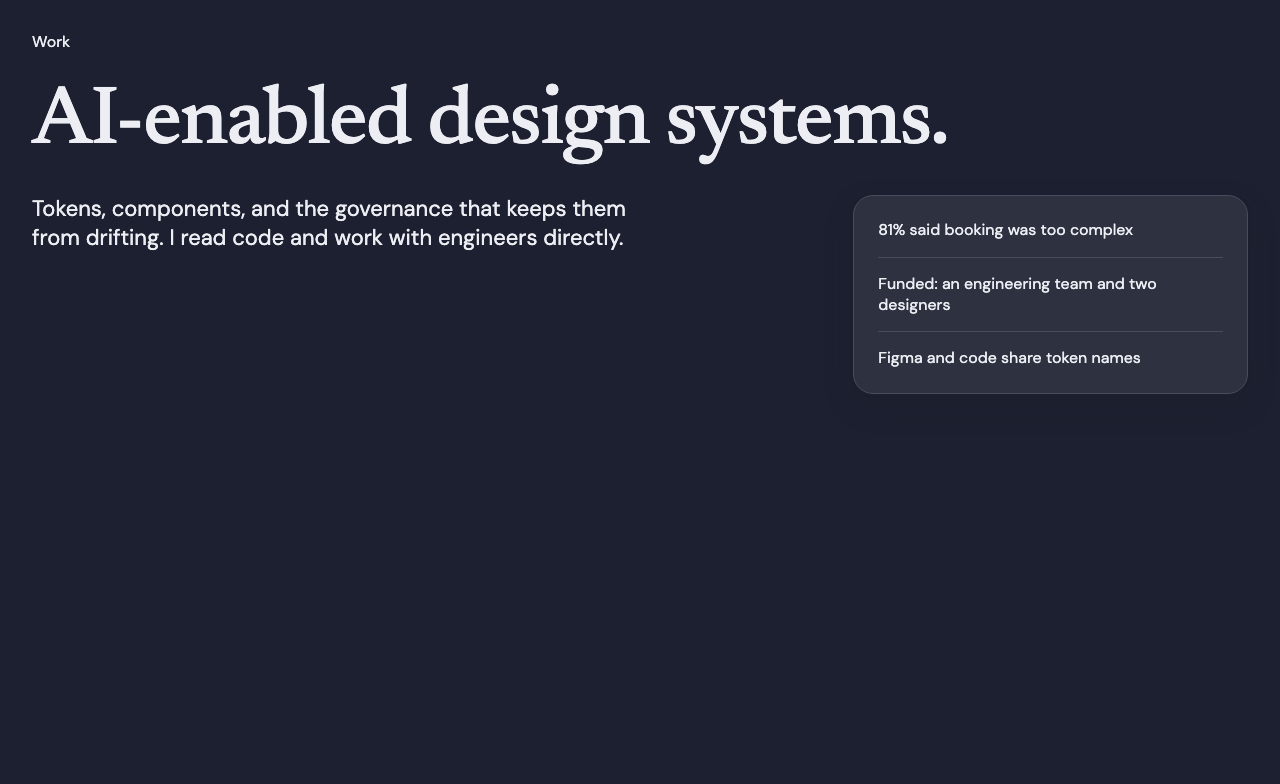 Work
AI-enabled design systems.
Tokens, components, and the governance that keeps them
from drifting. I read code and work with engineers directly.
81% said booking was too complex
Funded: an engineering team and two
designers
Figma and code share token names